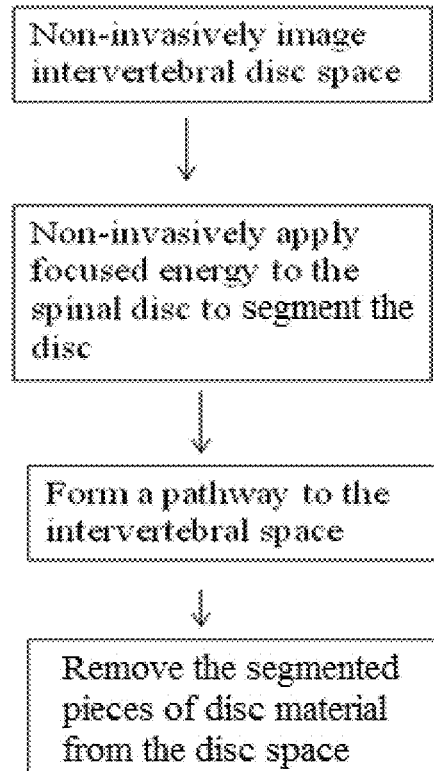 Non-invasively image
intervertebral disc space
Non-invasively apply
focused energy to the
spinal disc to segment the
disc
Form a pathway to the
intervertebral space
Remove the segmented
pieces of disc material
from the disc space